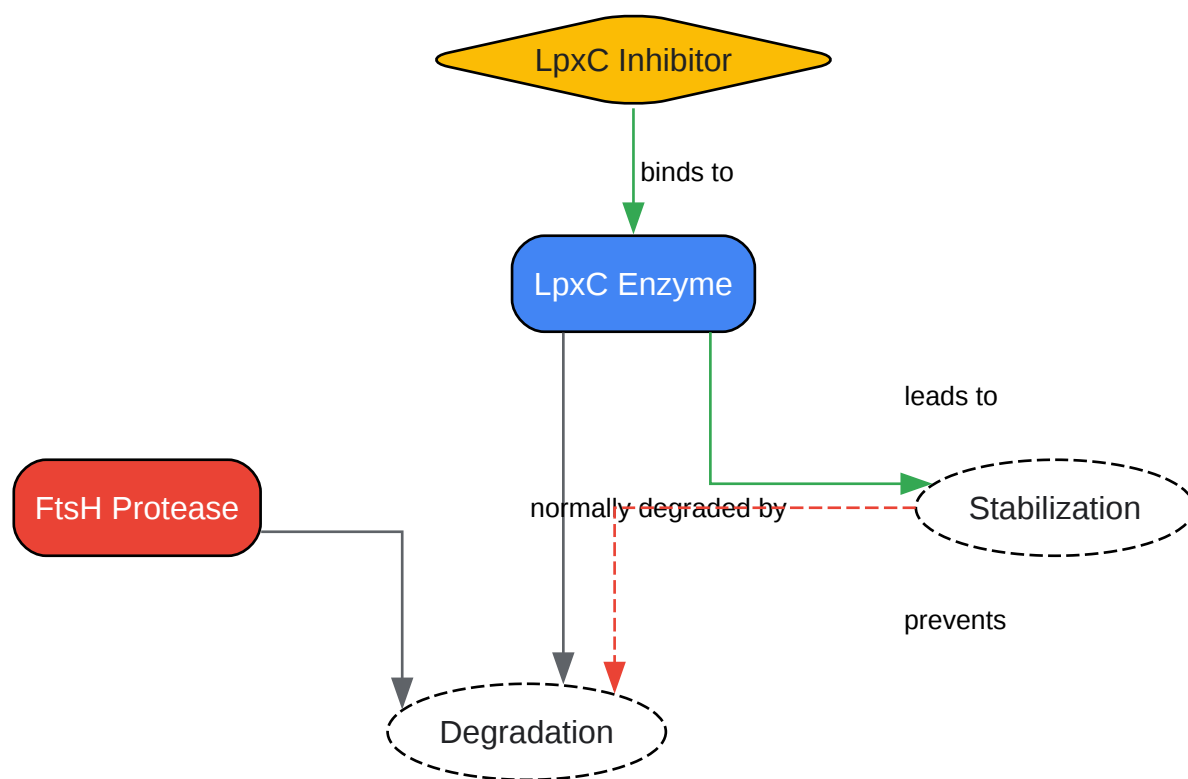 LpxC Inhibitor
binds to
LpxC Enzyme
leads to
FtsH Protease
normally degraded by
Stabilization
prevents
Degradation